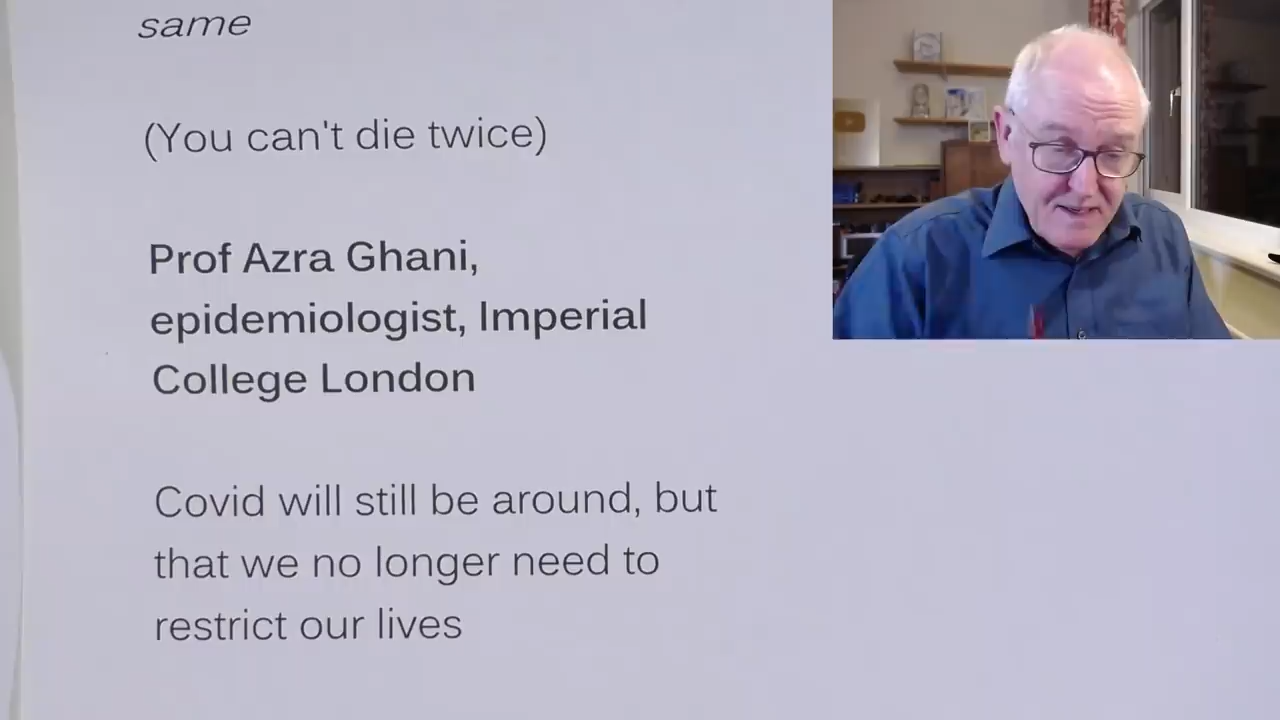 same
(You can't die twice)
Prof Azra Ghani,
epidemiologist, Imperial
College London
Covid will still be around, but
that we no longer need to
restrict our lives